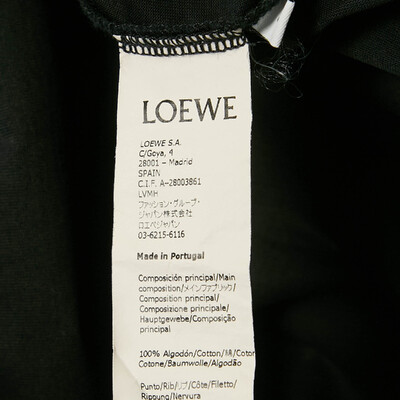 LOEWE
LOEWE S.A.
C/Goya, 4
28001 – Madrid
SPAIN
C.I.F. A–28003861
LVMH
ファッション・グループ・
ジャパン株式会社
ロエベジャパン
03-6215-6116
Made in Portugal
Composición principal/Main
composition/メインファブリック/
Composition principal/
Composizione principale/
Hauptgewebe/Composição
principal
100% Algodón/Cotton/綿/Coton
Cotone/Baumwolle/Algodão
Punto/Rib/リブ/Côte/Filetto/
Rippung/Nervura